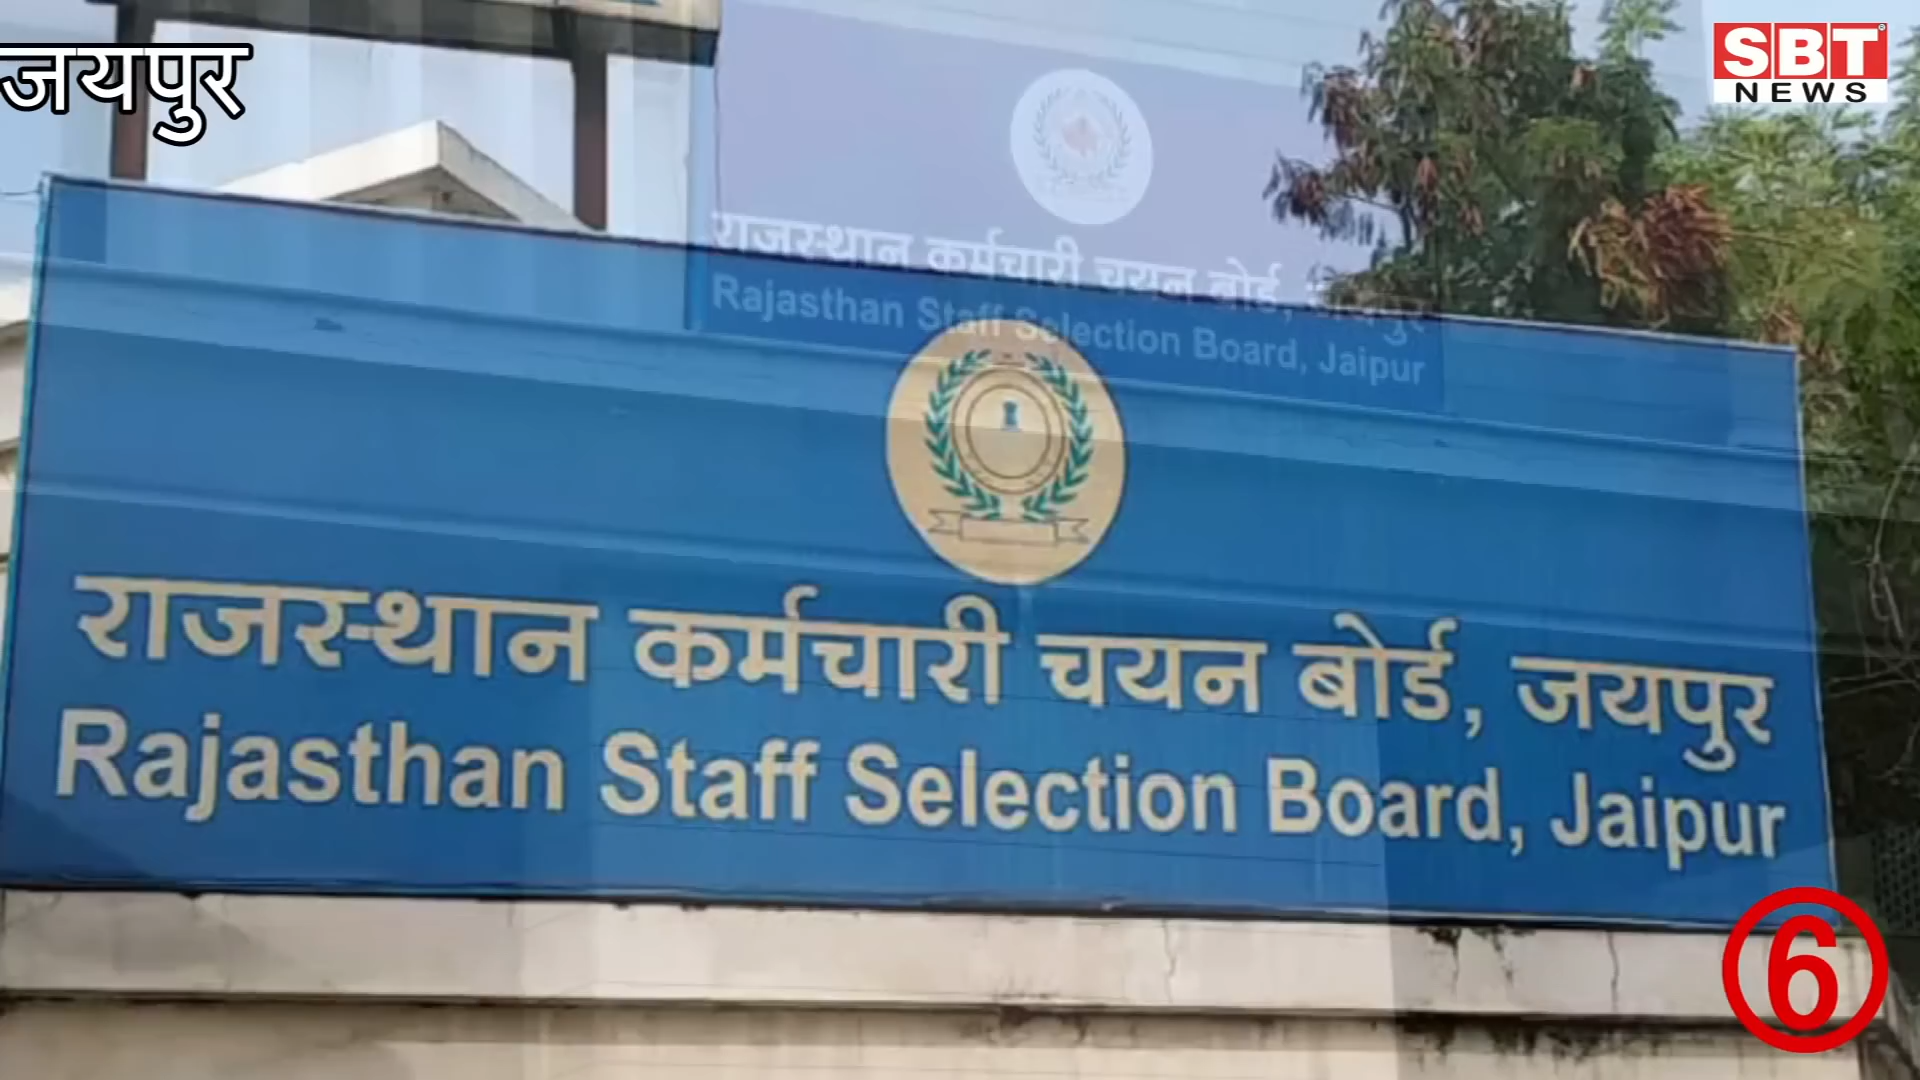 जयपुर
SBT
NEWS
राजस्थान कर्मचारी चयन बोर्ड, जयपुर
Rajasthan Staff Selection Board, Jaipur
राजस्थान कर्मचारी चयन बोर्ड, जयपुर
Rajasthan Staff Selection Board, Jaipur
6